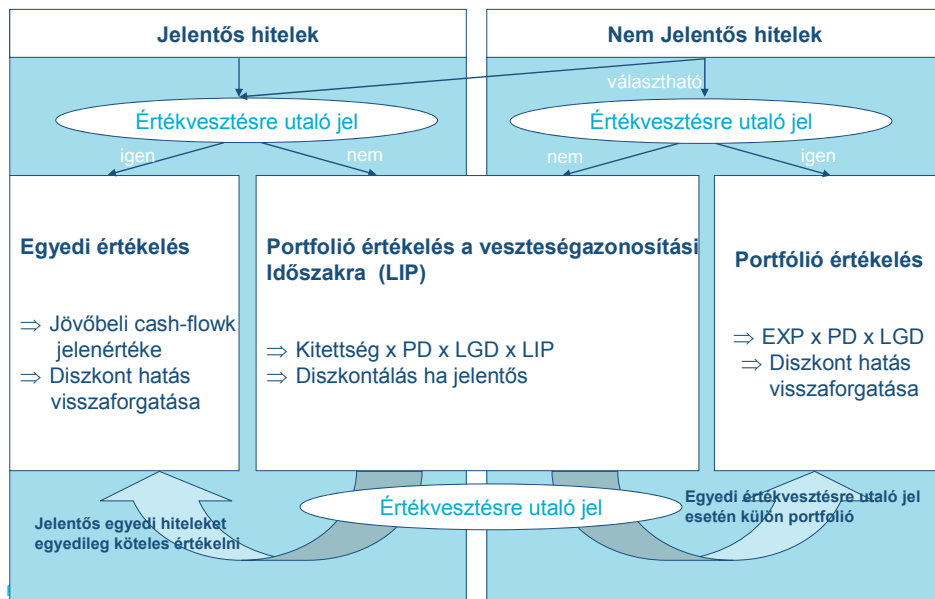 Jelentős hitelek
Nem Jelentős hitelek
választható
Értékvesztésre utaló jel
Értékvesztésre utaló jel
igen
nem
nem
igen
Egyedi értékelés
⇒ Jövőbeli cash-flowk
jelenértéke
⇒ Diszkont hatás
visszaforgatása
Portfolió értékelés a veszteségazonosítási
Időszakra (LIP)
⇒ Kitettség x PD x LGD x LIP
⇒ Diszkontálás ha jelentős
Portfólió értékelés
⇒ EXP x PD x LGD
⇒ Diszkont hatás
visszaforgatása
Értékvesztésre utaló jel
Jelentős egyedi hiteleket
egyedileg köteles értékelni
Egyedi értékvesztésre utaló jel
esetén külön portfolió